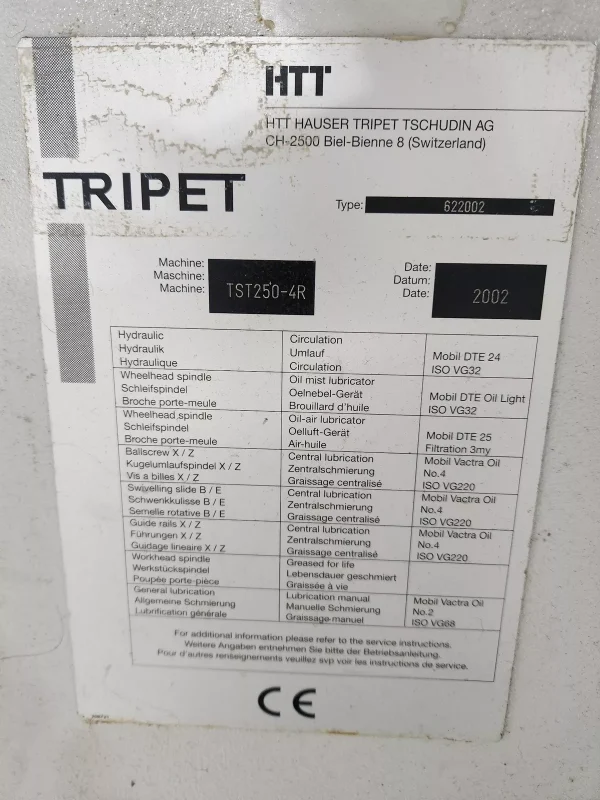 HTT
HTT HAUSER TRIPET TSCHUDIN AG
CH-2500 Biel-Bienne 8 (Switzerland)
TRIPET
Type: 622002
Machine:
Maschine:
Machine:
TST250-4R
Date:
Datum:
Date:
2002
Hydraulic
Hydraulik
Hydraulique
Circulation
Umlauf
Circulation
Mobil DTE 24
ISO VG32
Wheelhead spindle
Schleifspindel
Broche porte-meule
Oil mist lubricator
Oelnebel-Gerät
Brouillard d'huile
Mobil DTE Oil Light
ISO VG32
Wheelhead spindle
Schleifspindel
Broche porte-meule
Oil-air lubricator
Oelluft-Gerät
Air-huile
Mobil DTE 25
Filtration 3my
Ballscrew X / Z
Kugelumlaufspindel X / Z
Vis a billes X / Z
Central lubrication
Zentralschmierung
Graissage centralisé
Mobil Vactra Oil
No.4
ISO VG220
Swivelling slide B / E
Schwenkkulisse B / E
Semelle rotative B / E
Central lubrication
Zentralschmierung
Graissage centralisé
Mobil Vactra Oil
No.4
ISO VG220
Guide rails X / Z
Führungen X / Z
Guidage lineaire X / Z
Central lubrication
Zentralschmierung
Graissage centralisé
Mobil Vactra Oil
No.4
ISO VG220
Workhead spindle
Werkstückspindel
Poupée porte-pièce
Greased for life
Lebensdauer geschmiert
Graissée à vie
General lubrication
Allgemeine Schmierung
Lubrification générale
Lubrication manual
Manuelle Schmierung
Graissage manuel
Mobil Vactra Oil
No.2
ISO VG68
For additional information please refer to the service instructions.
Weitere Angaben entnehmen Sie bitte der Betriebsanleitung.
Pour d'autres renseignements veuillez svp voir les instructions de service.
CE